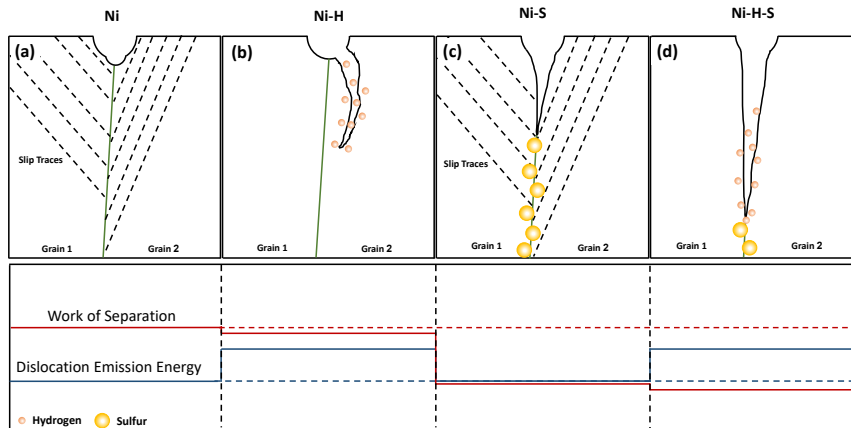 Ni
Ni-H
Ni-S
Ni-H-S
(a)
(b)
(c)
(d)
Slip Traces
Slip Traces
Grain 1
Grain 2
Grain 1
Grain 2
Grain 1
Grain 2
Grain 1
Grain 2
Work of Separation
Dislocation Emission Energy
Hydrogen
Sulfur